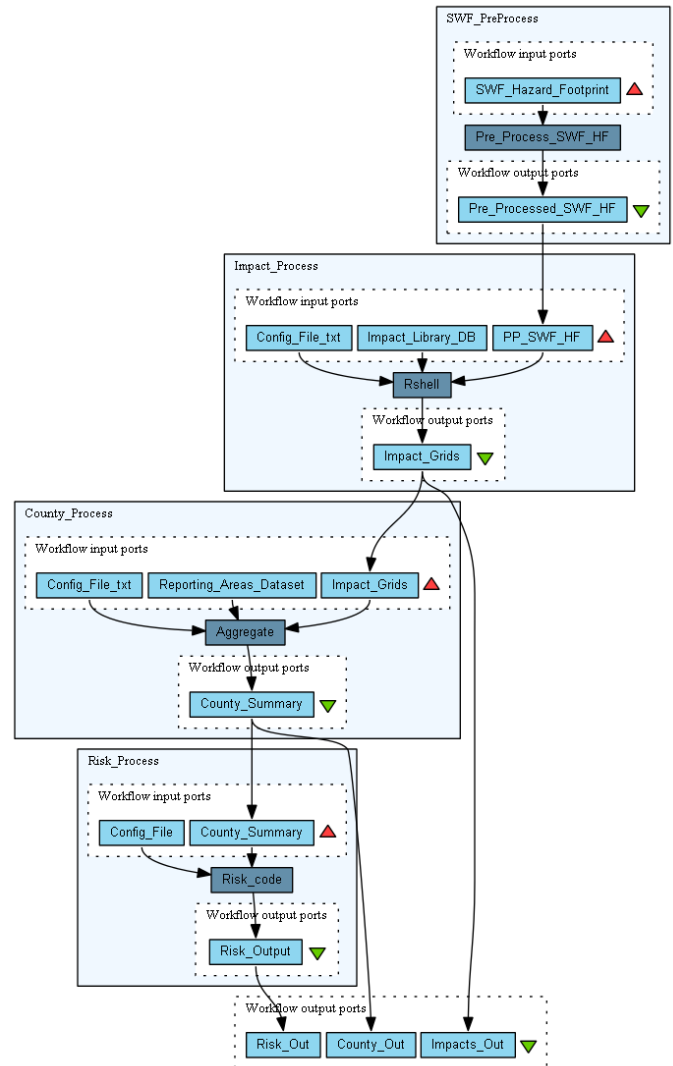 SWF_PreProcess
Workflow input ports
SWF_Hazard_Footprint
Pre_Process_SWF_HF
Workflow output ports
Pre_Processed_SWF_HF
Impact_Process
Workflow input ports
Config_File_txt Impact_Library_DB PP_SWF_HF
Rshell
Workflow output ports
Impact_Grids
County_Process
Workflow input ports
Config_File_txt Reporting_Areas_Dataset Impact_Grids
Aggregate
Workflow output ports
County_Summary
Risk_Process
Workflow input ports
Config_File County_Summary
Risk_code
Workflow output ports
Risk_Output
Workflow output ports
Risk_Out County_Out Impacts_Out